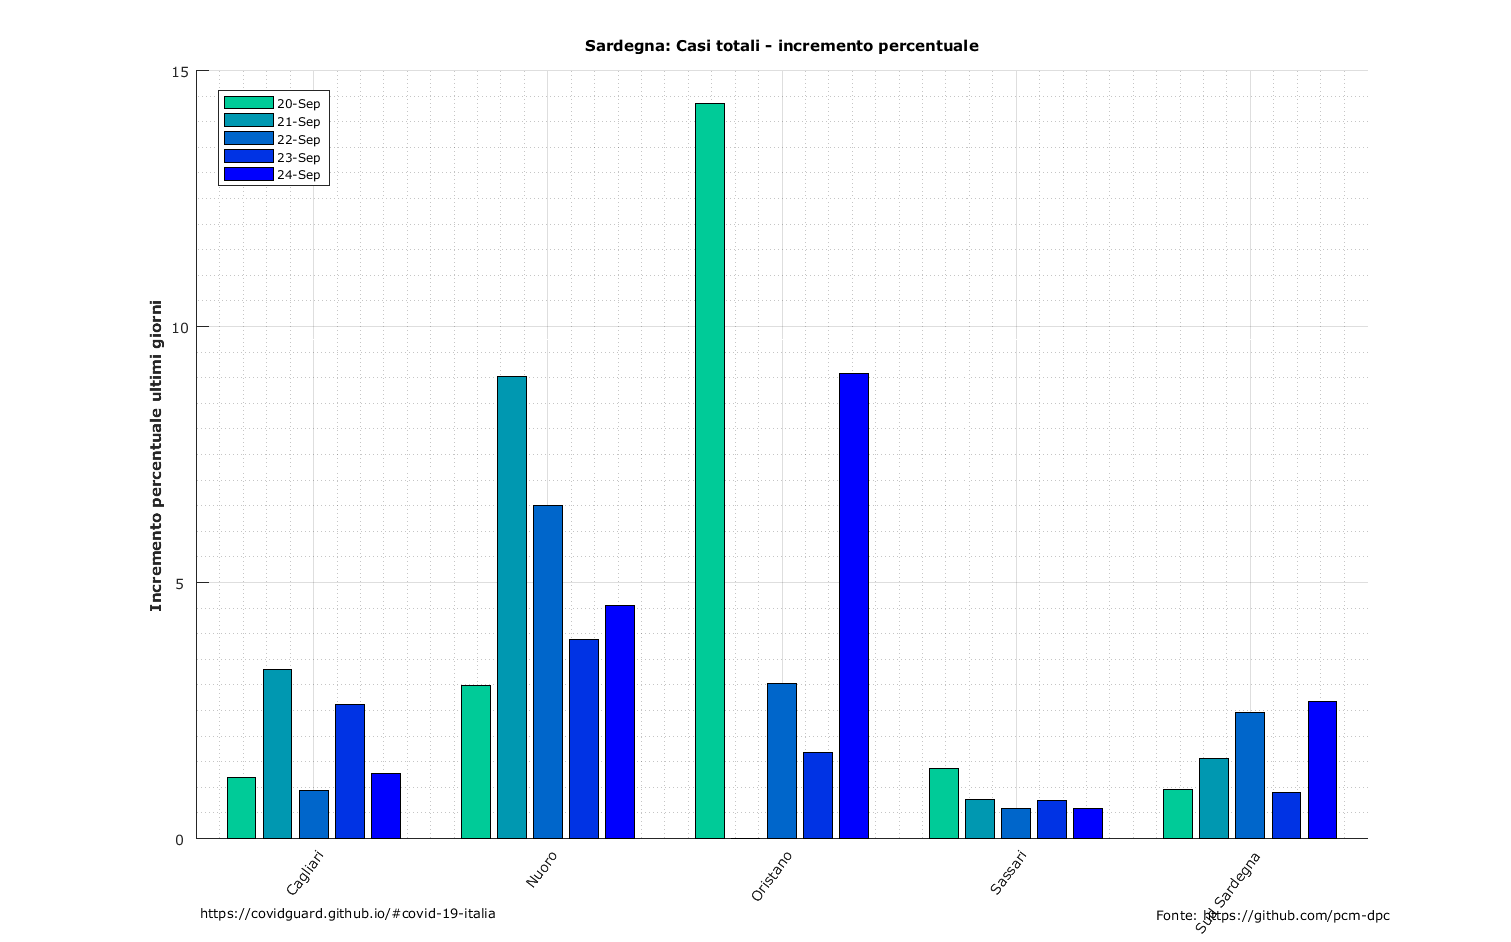 Sardegna: Casi totali - incremento percentuale
15
20-Sep
21-Sep
22-Sep
23-Sep
24-Sep
10
Incremento percentuale ultimi giorni
5
0
Cagliari
Nuoro
Oristano
Sassari
Sud Sardegna
https://covidguard.github.io/#covid-19-italia
Fonte: https://github.com/pcm-dpc